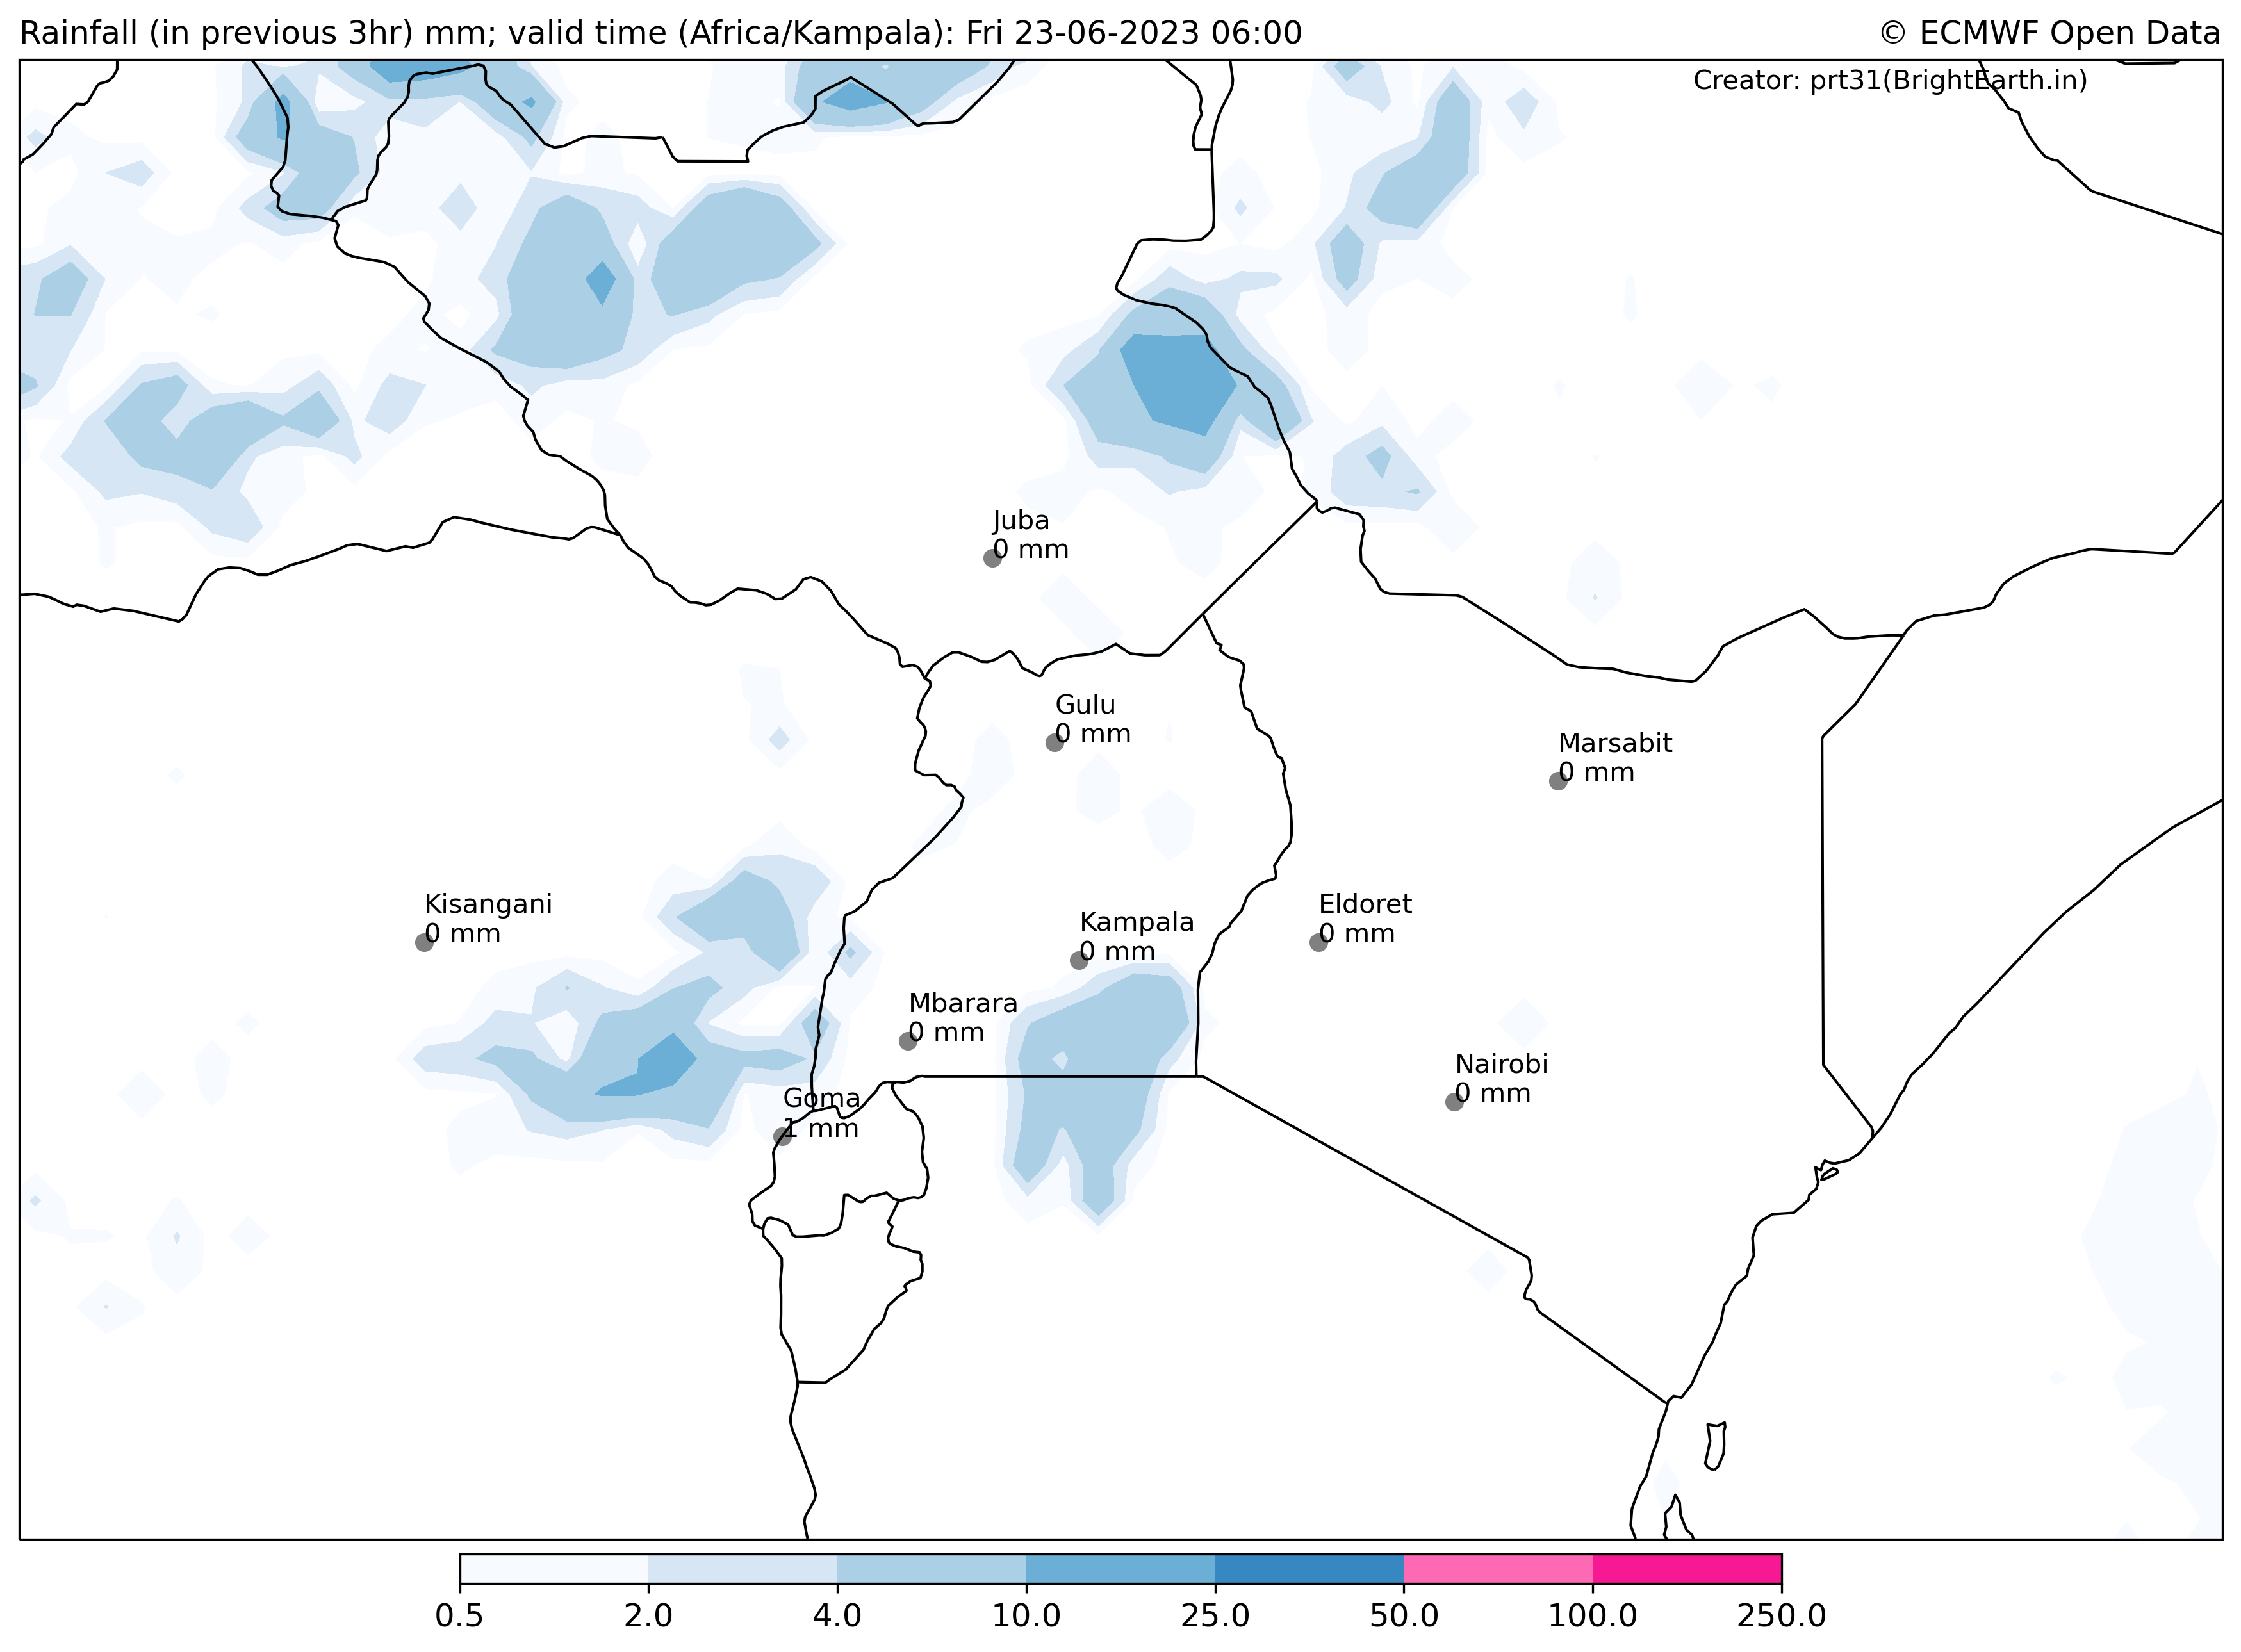 Rainfall (in previous 3hr) mm; valid time (Africa/Kampala): Fri 23-06-2023 06:00
© ECMWF Open Data
Creator: prt31(BrightEarth.in)
Juba
0 mm
Gulu
0 mm
Marsabit
0 mm
Kisangani
0 mm
Kampala
0 mm
Eldoret
0 mm
Mbarara
0 mm
Nairobi
0 mm
Goma
1 mm
0.5 2.0 4.0 10.0 25.0 50.0 100.0 250.0